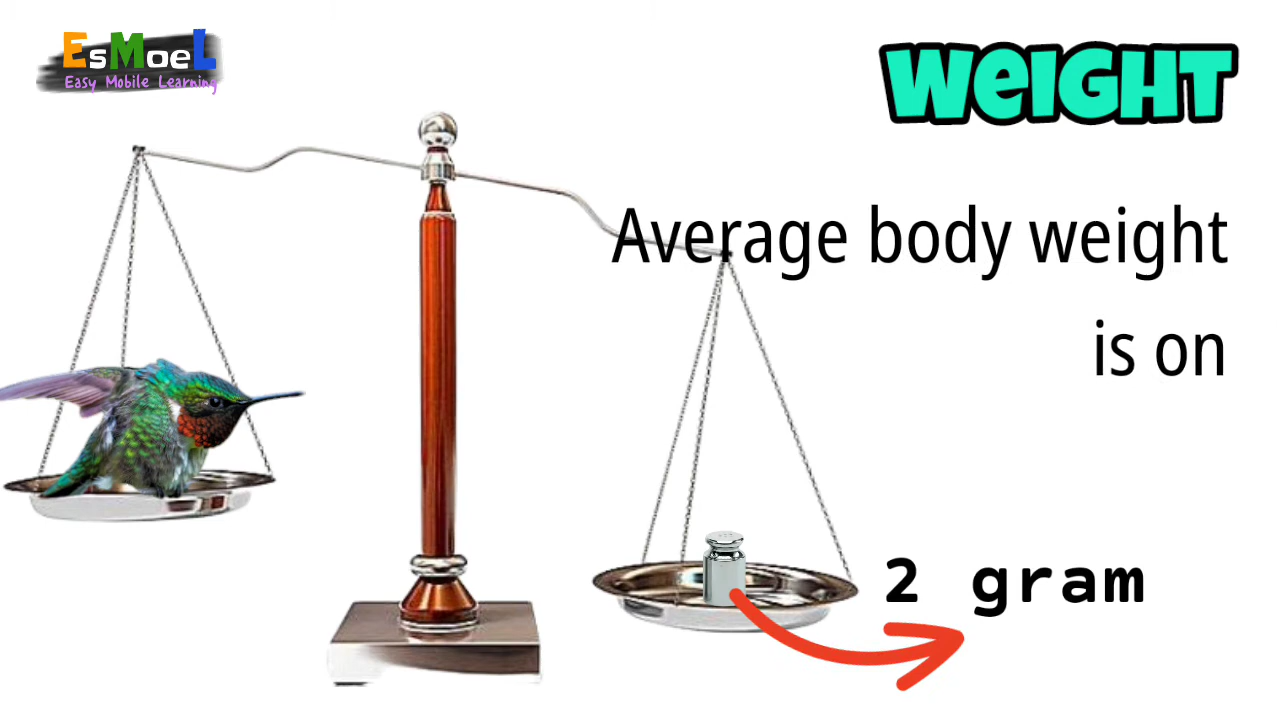 EsMoeL
Easy Mobile Learning
WEIGHT
Average body weight
is on
2 gram